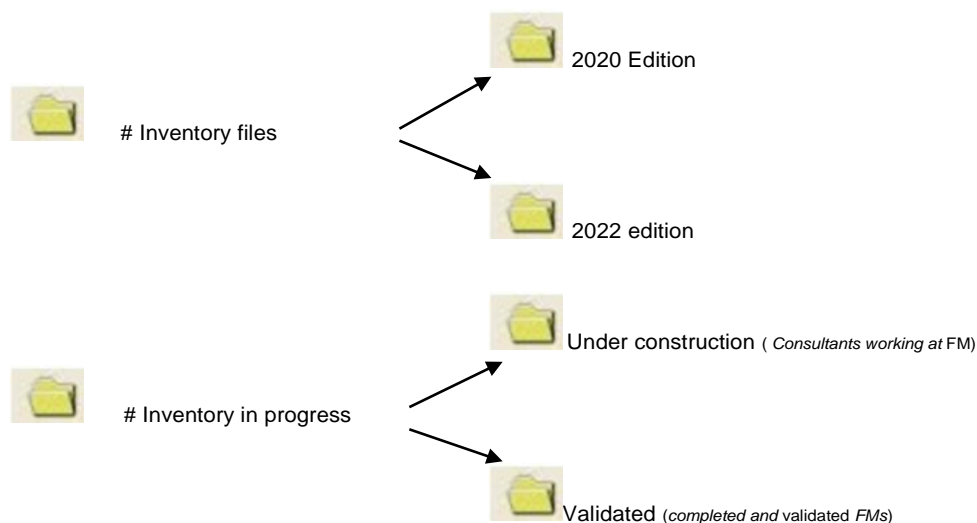 2020 Edition
# Inventory files
2022 edition
Under construction ( Consultants working at FM)
# Inventory in progress
Validated (completed and validated FMs)